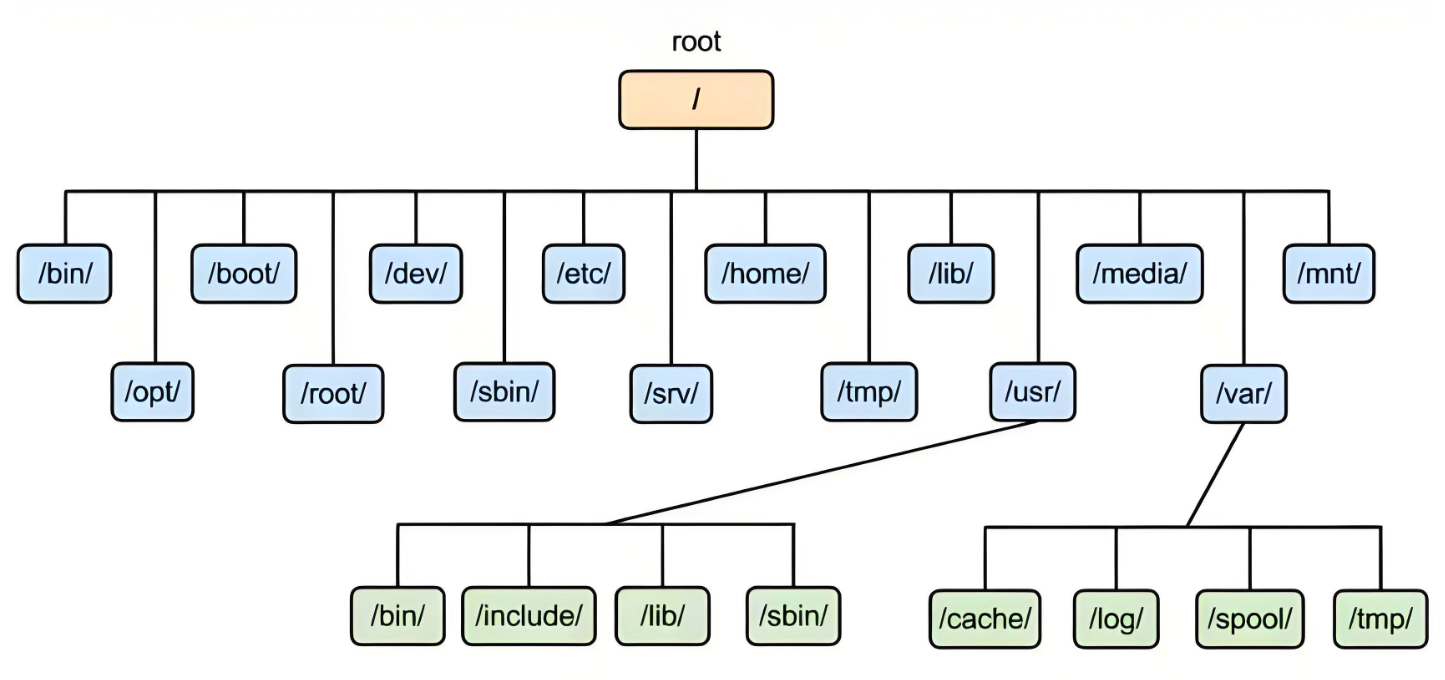 root
/
/bin/ /boot/ /dev/ /etc/ /home/ /lib/ /media/ /mnt/
/opt/ /root/ /sbin/ /srv/ /tmp/ /usr/ /var/
/bin/ /include/ /lib/ /sbin/ /cache/ /log/ /spool/ /tmp/